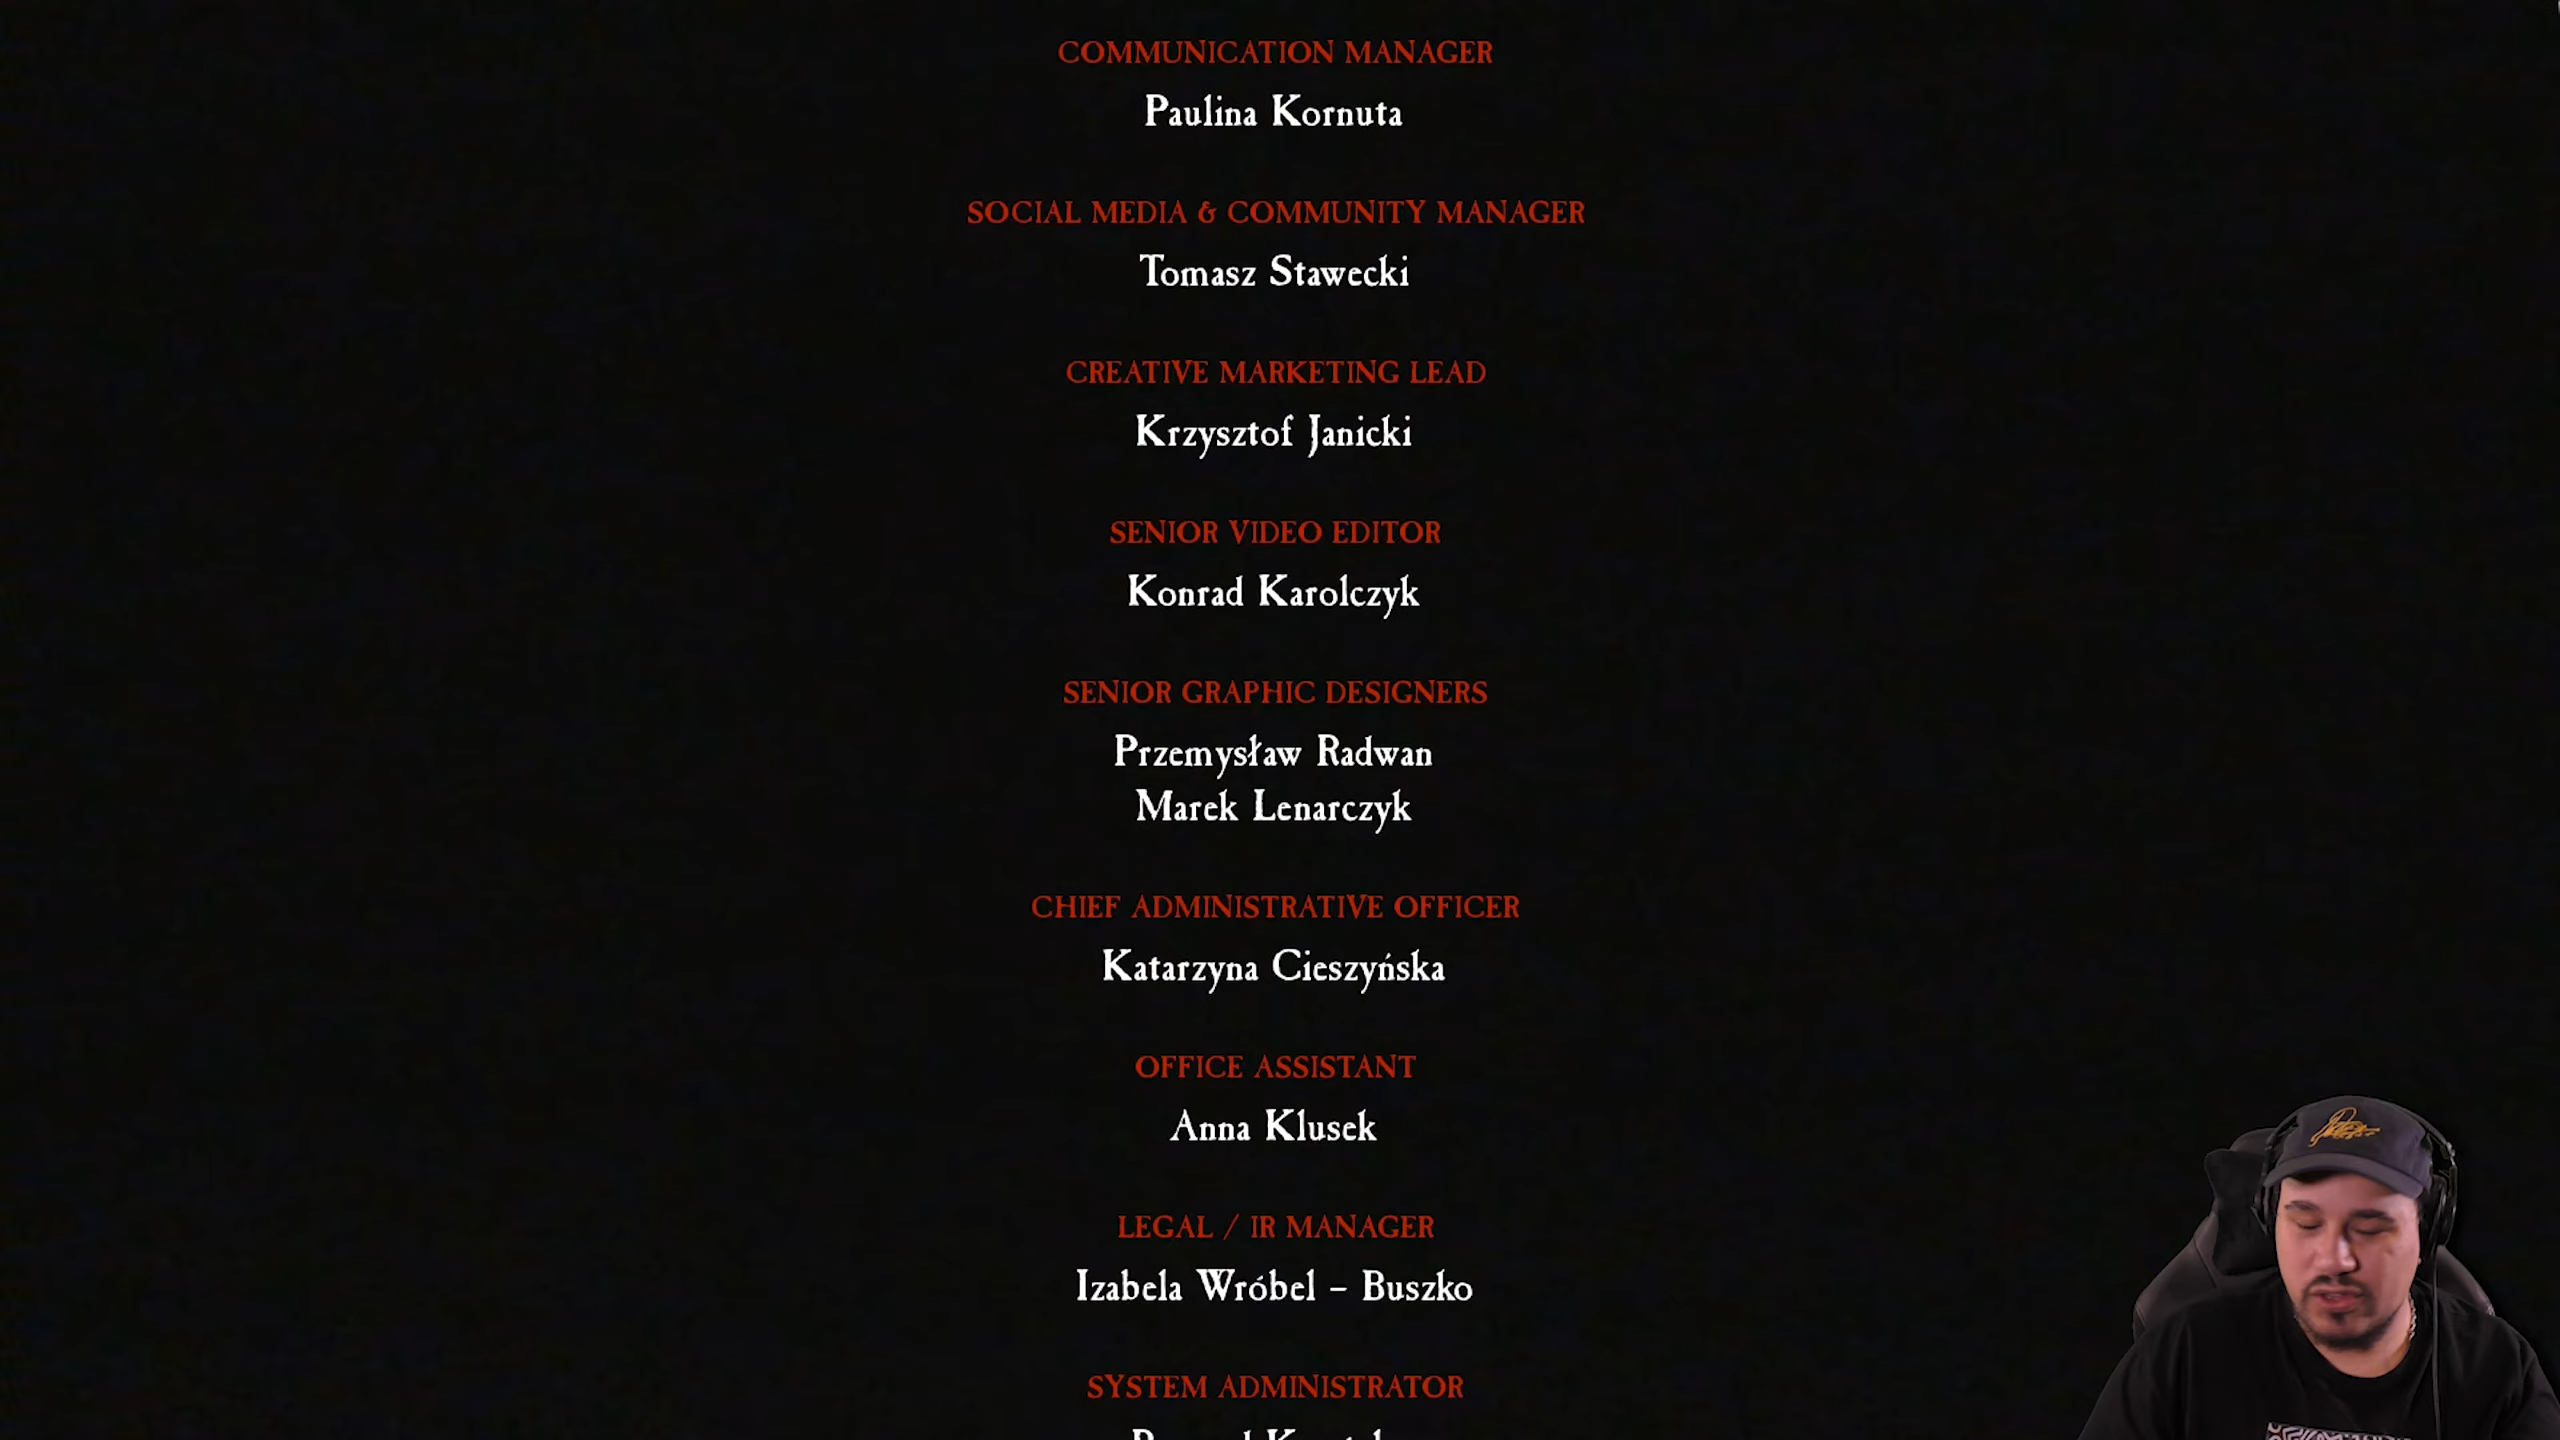 COMMUNICATION MANAGER
Paulina Kornuta
SOCIAL MEDIA & COMMUNITY MANAGER
Tomasz Stawecki
CREATIVE MARKETING LEAD
Krzysztof Janicki
SENIOR VIDEO EDITOR
Konrad Karolczyk
SENIOR GRAPHIC DESIGNERS
Przemysław Radwan
Marek Lenarczyk
CHIEF ADMINISTRATIVE OFFICER
Katarzyna Cieszyńska
OFFICE ASSISTANT
Anna Klusek
LEGAL / IR MANAGER
Izabela Wróbel – Buszko
SYSTEM ADMINISTRATOR